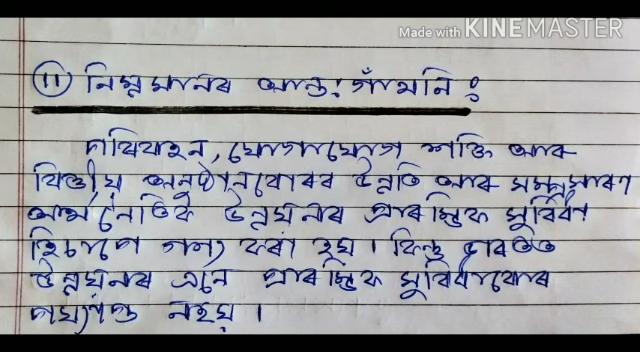 Made with KINEMASTER
⑪ নিম্নমানৰ আন্তঃ গাঁথনি :
পৰিবহন, যোগাযোগ শক্তি আৰু
বিত্তীয় অনুষ্ঠানবোৰৰ উন্নতি আৰু সম্প্ৰসাৰণ
অৰ্থনৈতিক উন্নয়নৰ প্ৰাৰম্ভিক সুবিধা
হিচাপে গণ্য কৰা হয়। কিন্তু ভাৰতত
উন্নয়নৰ এনে প্ৰাৰম্ভিক সুবিধাবোৰ
পৰ্যাপ্ত নহয়।